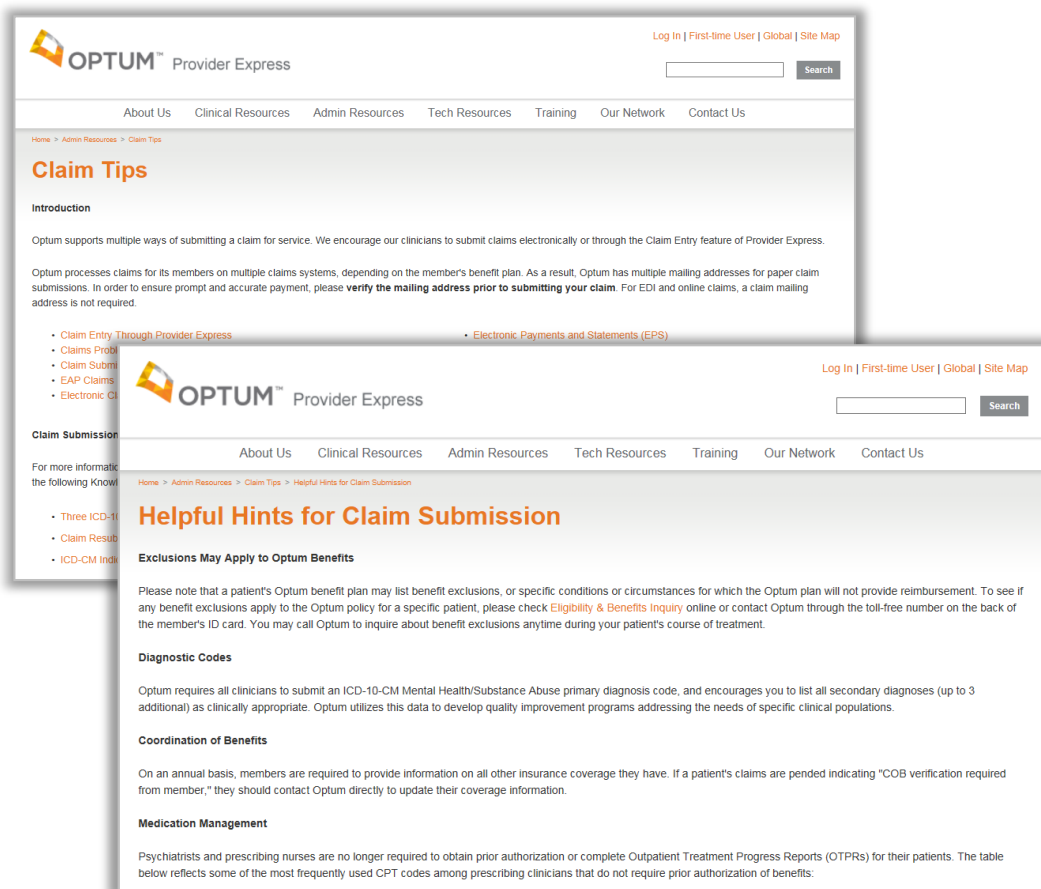 OPTUM™ Provider Express
Log In | First-time User | Global | Site Map
Search
About Us Clinical Resources Admin Resources Tech Resources Training Our Network Contact Us
Home > Admin Resources > Claim Tips
Claim Tips
Introduction
Optum supports multiple ways of submitting a claim for service. We encourage our clinicians to submit claims electronically or through the Claim Entry feature of Provider Express.
Optum processes claims for its members on multiple claims systems, depending on the member's benefit plan. As a result, Optum has multiple mailing addresses for paper claim
submissions. In order to ensure prompt and accurate payment, please verify the mailing address prior to submitting your claim. For EDI and online claims, a claim mailing
address is not required.
• Claim Entry Through Provider Express
• Electronic Payments and Statements (EPS)
• Claims
• Claim
• EAP Claims
• Electronic
Claim Submission
For more
the following
• Three
• Claim
• ICD-CM
OPTUM™ Provider Express
Log In | First-time User | Global | Site Map
Search
About Us Clinical Resources Admin Resources Tech Resources Training Our Network Contact Us
Home > Admin Resources > Claim Tips > Helpful Hints for Claim Submission
Helpful Hints for Claim Submission
Exclusions May Apply to Optum Benefits
Please note that a patient's Optum benefit plan may list benefit exclusions, or specific conditions or circumstances for which the Optum plan will not provide reimbursement. To see if
any benefit exclusions apply to the Optum policy for a specific patient, please check Eligibility & Benefits Inquiry online or contact Optum through the toll-free number on the back of
the member's ID card. You may call Optum to inquire about benefit exclusions anytime during your patient's course of treatment.
Diagnostic Codes
Optum requires all clinicians to submit an ICD-10-CM Mental Health/Substance Abuse primary diagnosis code, and encourages you to list all secondary diagnoses (up to 3
additional) as clinically appropriate. Optum utilizes this data to develop quality improvement programs addressing the needs of specific clinical populations.
Coordination of Benefits
On an annual basis, members are required to provide information on all other insurance coverage they have. If a patient's claims are pended indicating "COB verification required
from member," they should contact Optum directly to update their coverage information.
Medication Management
Psychiatrists and prescribing nurses are no longer required to obtain prior authorization or complete Outpatient Treatment Progress Reports (OTPRs) for their patients. The table
below reflects some of the most frequently used CPT codes among prescribing clinicians that do not require prior authorization of benefits: